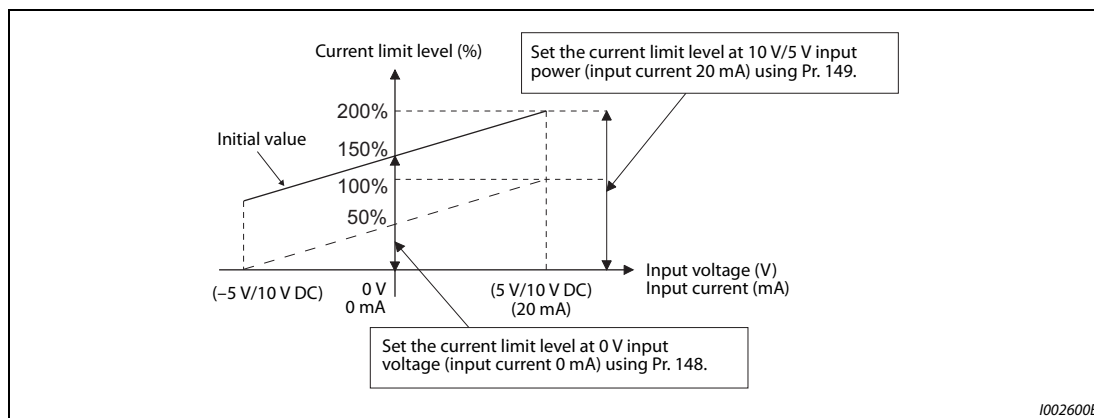 Current limit level (%)
Set the current limit level at 10 V/5 V input
power (input current 20 mA) using Pr. 149.
200%
Initial value
150%
100%
50%
Input voltage (V)
Input current (mA)
(–5 V/10 V DC)
0 V
0 mA
(5 V/10 V DC)
(20 mA)
Set the current limit level at 0 V input
voltage (input current 0 mA) using Pr. 148.
I002600E